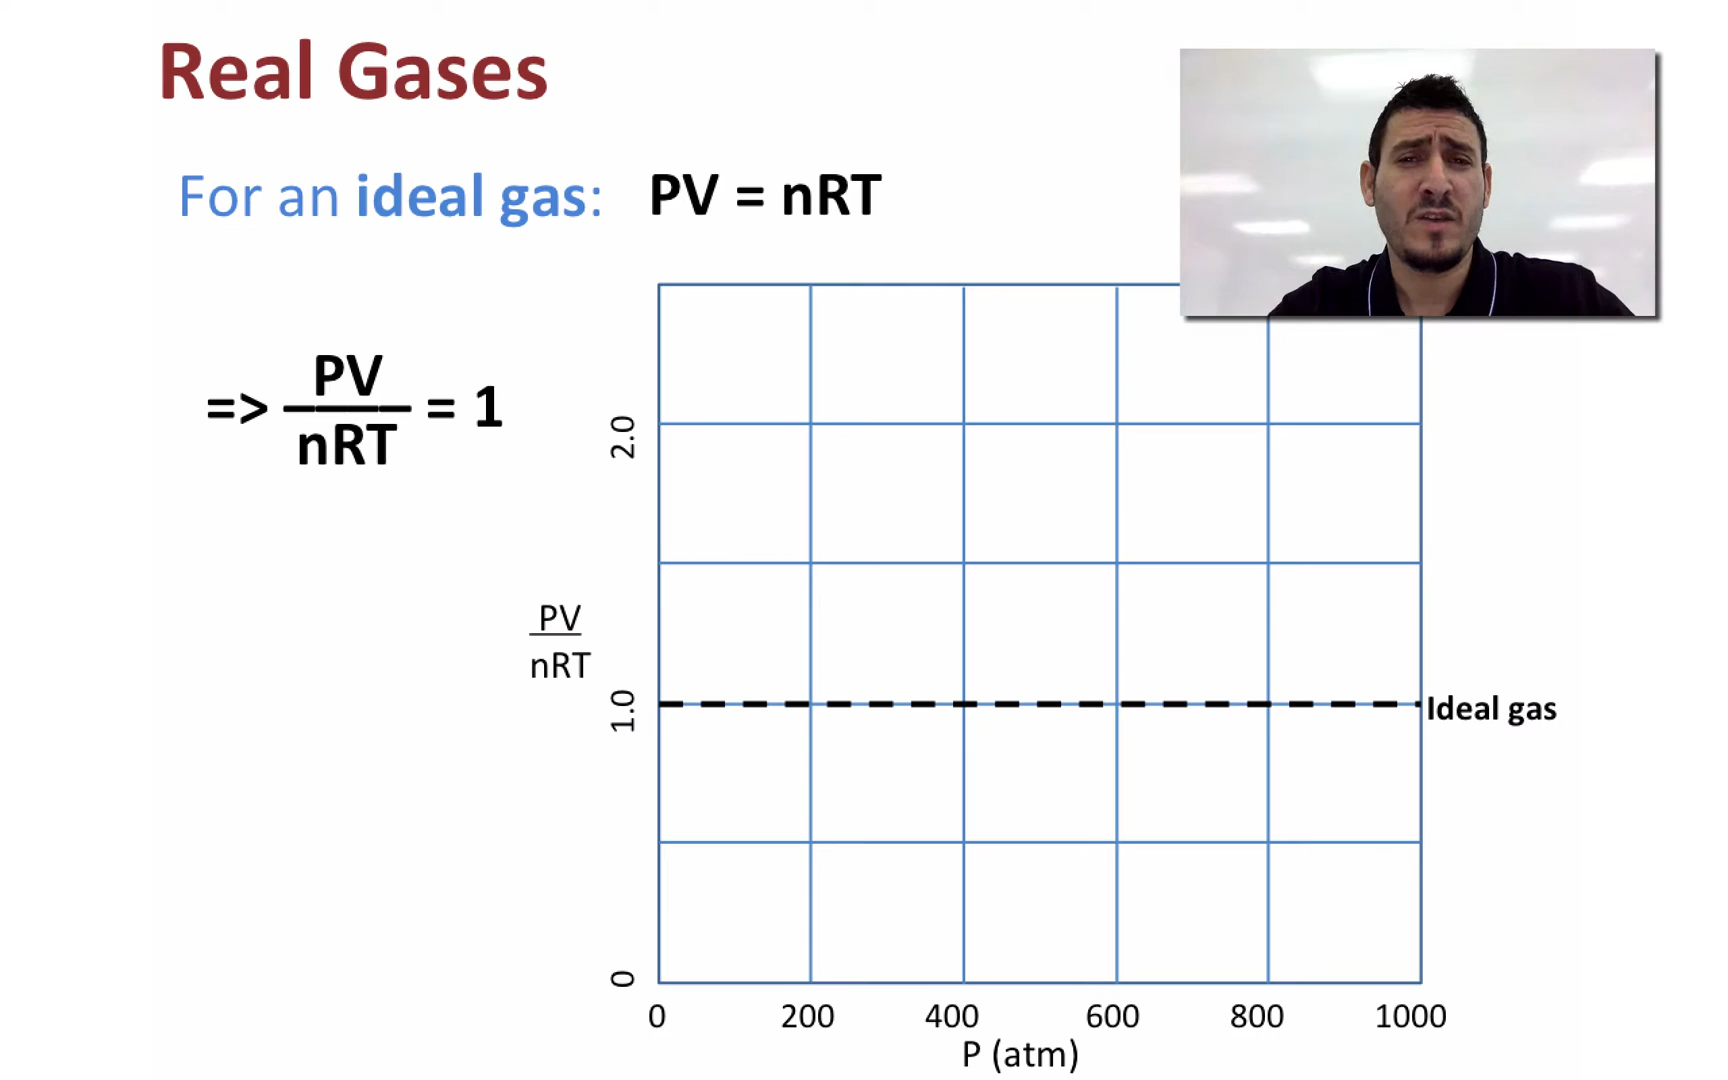 Real Gases
For an ideal gas: PV = nRT
=> PV
nRT = 1
2.0
PV
nRT
1.0
Ideal gas
0
0 200 400 600 800 1000
P (atm)